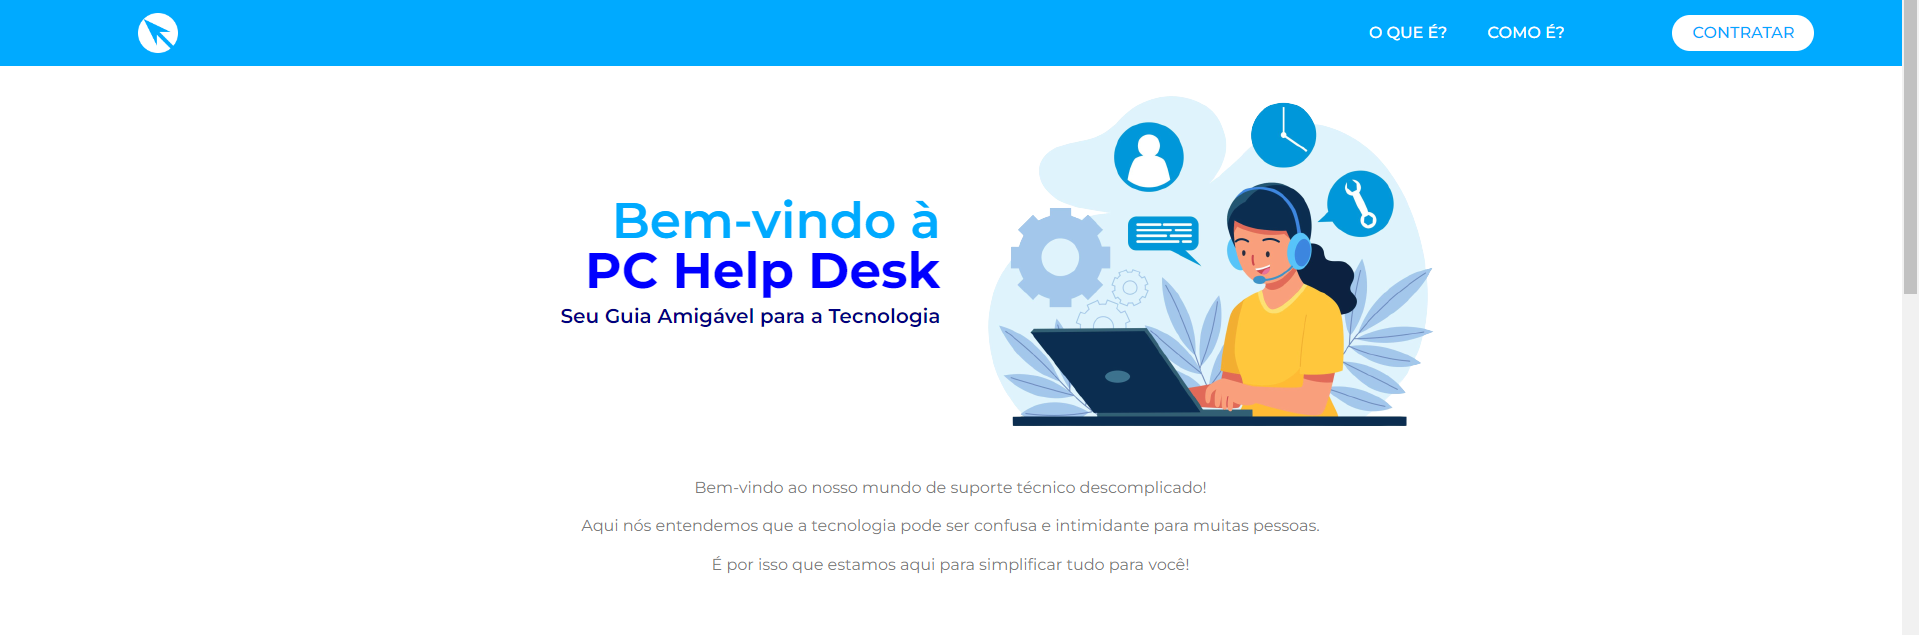 O QUE É?
COMO É?
CONTRATAR
Bem-vindo à
PC Help Desk
Seu Guia Amigável para a Tecnologia
Bem-vindo ao nosso mundo de suporte técnico descomplicado!
Aqui nós entendemos que a tecnologia pode ser confusa e intimidante para muitas pessoas.
É por isso que estamos aqui para simplificar tudo para você!